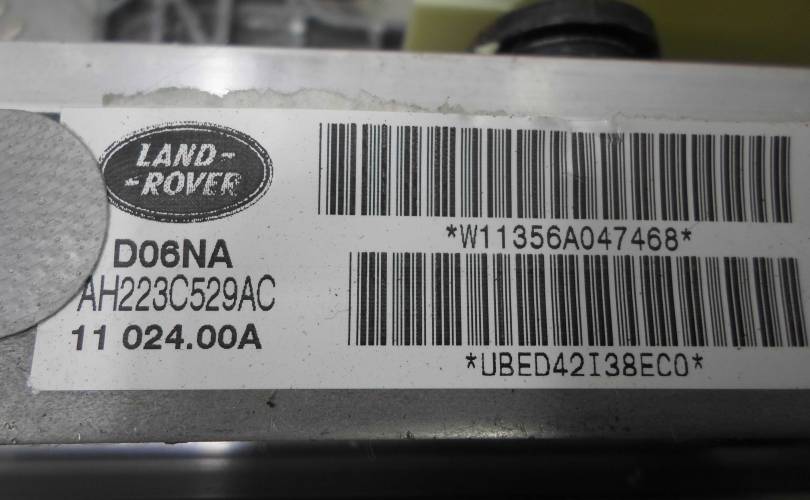 LAND-
-ROVER
D06NA
AH223C529AC
11 024.00A
*W11356A047468*
*UBED42I38EC0*